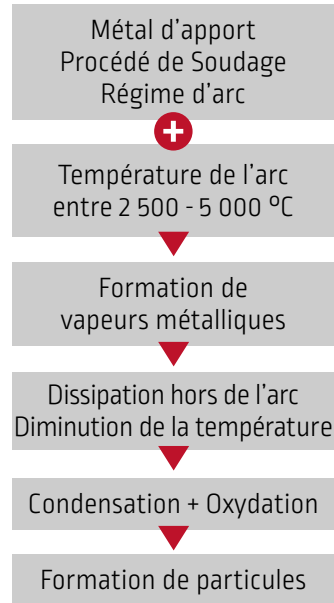 Métal d'apport
Procédé de Soudage
Régime d'arc
+
Température de l'arc
entre 2 500 - 5 000 °C
Formation de
vapeurs métalliques
Dissipation hors de l'arc
Diminution de la température
Condensation + Oxydation
Formation de particules